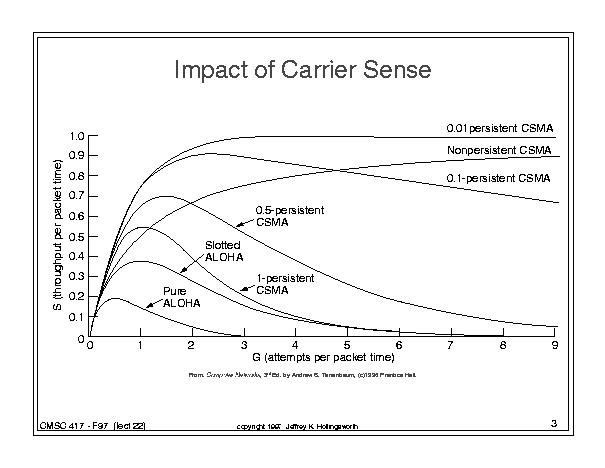 Impact of Carrier Sense
0.01persistent CSMA
Nonpersistent CSMA
0.1-persistent CSMA
0.5-persistent
CSMA
Slotted
ALOHA
1-persistent
CSMA
Pure
ALOHA
S (throughput per packet time)
1.0
0.9
0.8
0.7
0.6
0.5
0.4
0.3
0.2
0.1
0
0 1 2 3 4 5 6 7 8 9
G (attempts per packet time)
From: Computer Networks, 3rd Ed. by Andrew S. Tanenbaum, (c)1996 Prentice Hall.
CMSC 417 - F97 (lect 22)
copyright 1997 Jeffrey K. Hollingsworth
3